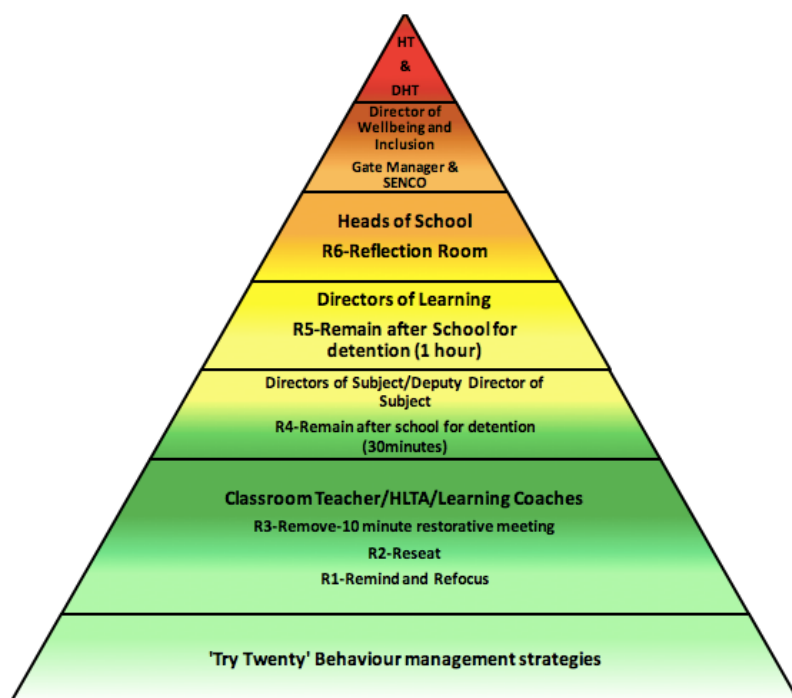 HT
&
DHT
Director of
Wellbeing and
Inclusion
Gate Manager &
SENCO
Heads of School
R6-Reflection Room
Directors of Learning
R5-Remain after School for
detention (1 hour)
Directors of Subject/Deputy Director of
Subject
R4-Remain after school for detention
(30minutes)
Classroom Teacher/HLTA/Learning Coaches
R3-Remove-10 minute restorative meeting
R2-Reseat
R1-Remind and Refocus
'Try Twenty' Behaviour management strategies